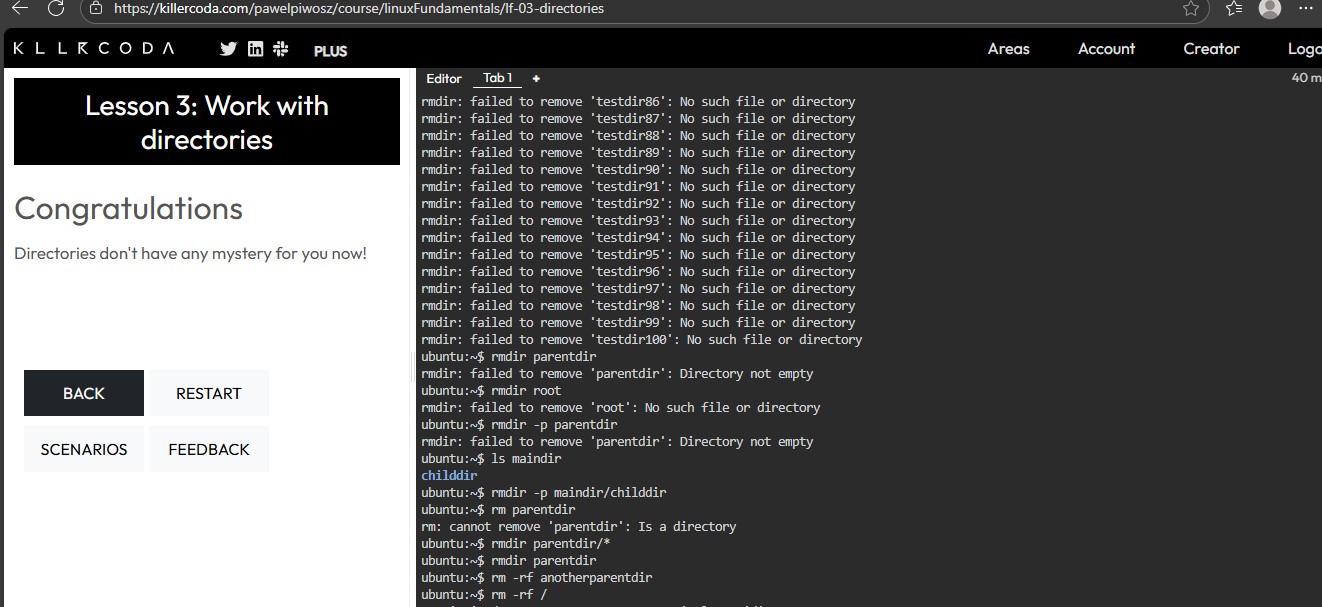 https://killercoda.com/pawelpiwosz/course/linuxFundamentals/lf-03-directories
KLLRCODA PLUS Areas Account Creator Logo
Lesson 3: Work with
directories
Congratulations
Directories don't have any mystery for you now!
BACK RESTART
SCENARIOS FEEDBACK
Editor Tab 1 + 40 m
rmdir: failed to remove 'testdir86': No such file or directory
rmdir: failed to remove 'testdir87': No such file or directory
rmdir: failed to remove 'testdir88': No such file or directory
rmdir: failed to remove 'testdir89': No such file or directory
rmdir: failed to remove 'testdir90': No such file or directory
rmdir: failed to remove 'testdir91': No such file or directory
rmdir: failed to remove 'testdir92': No such file or directory
rmdir: failed to remove 'testdir93': No such file or directory
rmdir: failed to remove 'testdir94': No such file or directory
rmdir: failed to remove 'testdir95': No such file or directory
rmdir: failed to remove 'testdir96': No such file or directory
rmdir: failed to remove 'testdir97': No such file or directory
rmdir: failed to remove 'testdir98': No such file or directory
rmdir: failed to remove 'testdir99': No such file or directory
rmdir: failed to remove 'testdir100': No such file or directory
ubuntu:~$ rmdir parentdir
rmdir: failed to remove 'parentdir': Directory not empty
ubuntu:~$ rmdir root
rmdir: failed to remove 'root': No such file or directory
ubuntu:~$ rmdir -p parentdir
rmdir: failed to remove 'parentdir': Directory not empty
ubuntu:~$ ls maindir
childdir
ubuntu:~$ rmdir -p maindir/childdir
ubuntu:~$ rm parentdir
rm: cannot remove 'parentdir': Is a directory
ubuntu:~$ rmdir parentdir/*
ubuntu:~$ rmdir parentdir
ubuntu:~$ rm -rf anotherparentdir
ubuntu:~$ rm -rf /